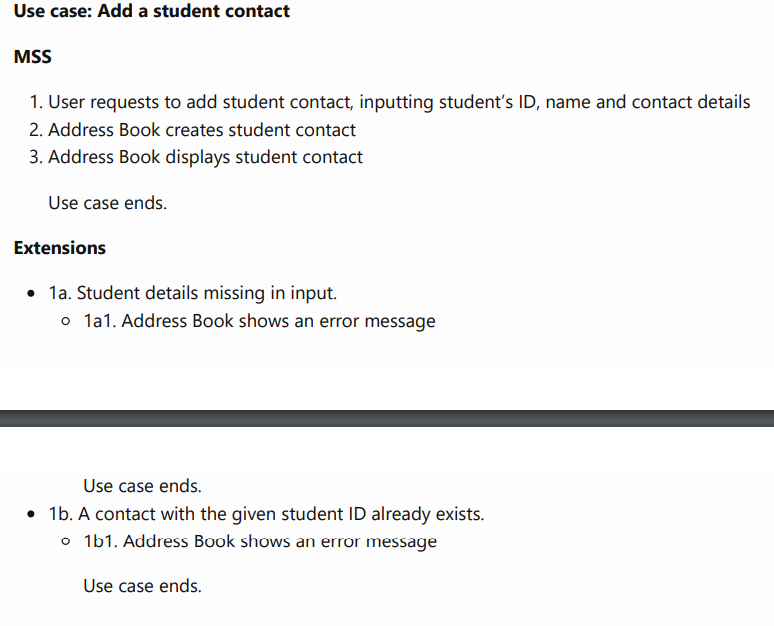 Use case: Add a student contact
MSS
1. User requests to add student contact, inputting student's ID, name and contact details
2. Address Book creates student contact
3. Address Book displays student contact
Use case ends.
Extensions
• 1a. Student details missing in input.
○ 1a1. Address Book shows an error message
Use case ends.
• 1b. A contact with the given student ID already exists.
○ 1b1. Address Book shows an error message
Use case ends.